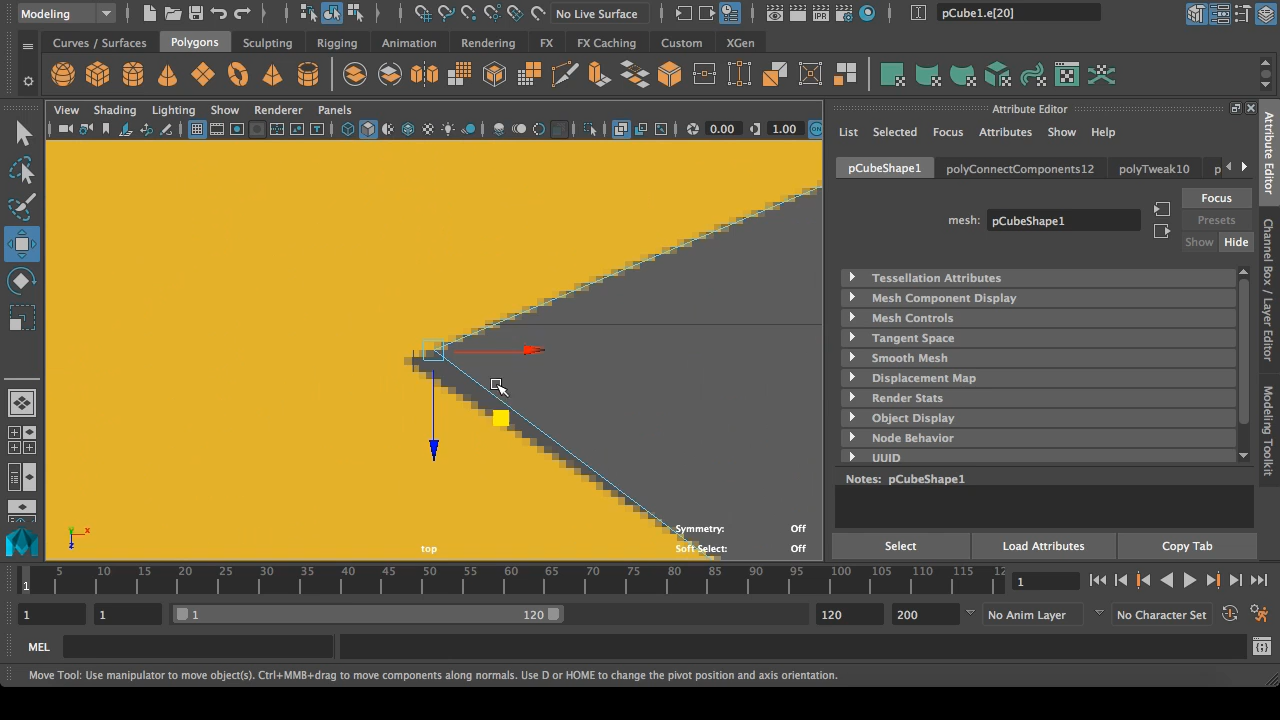 Modeling No Live Surface pCube1.e[20]
Curves / Surfaces Polygons Sculpting Rigging Animation Rendering FX FX Caching Custom XGen
View Shading Lighting Show Renderer Panels
0.00 1.00 ON
Attribute Editor
List Selected Focus Attributes Show Help
pCubeShape1 polyConnectComponents12 polyTweak10 p
mesh: pCubeShape1
Focus
Presets
Show Hide
Tessellation Attributes
Mesh Component Display
Mesh Controls
Tangent Space
Smooth Mesh
Displacement Map
Render Stats
Object Display
Node Behavior
UUID
Notes: pCubeShape1
Select Load Attributes Copy Tab
Attribute Editor
Channel Box / Layer Editor
Modeling Toolkit
Symmetry: Off
Soft Select: Off
top
y x
z
1 5 10 15 20 25 30 35 40 45 50 55 60 65 70 75 80 85 90 95 100 105 110 115 12 1
1 1 1 120 120 200 No Anim Layer No Character Set
MEL
Move Tool: Use manipulator to move object(s). Ctrl+MMB+drag to move components along normals. Use D or HOME to change the pivot position and axis orientation.